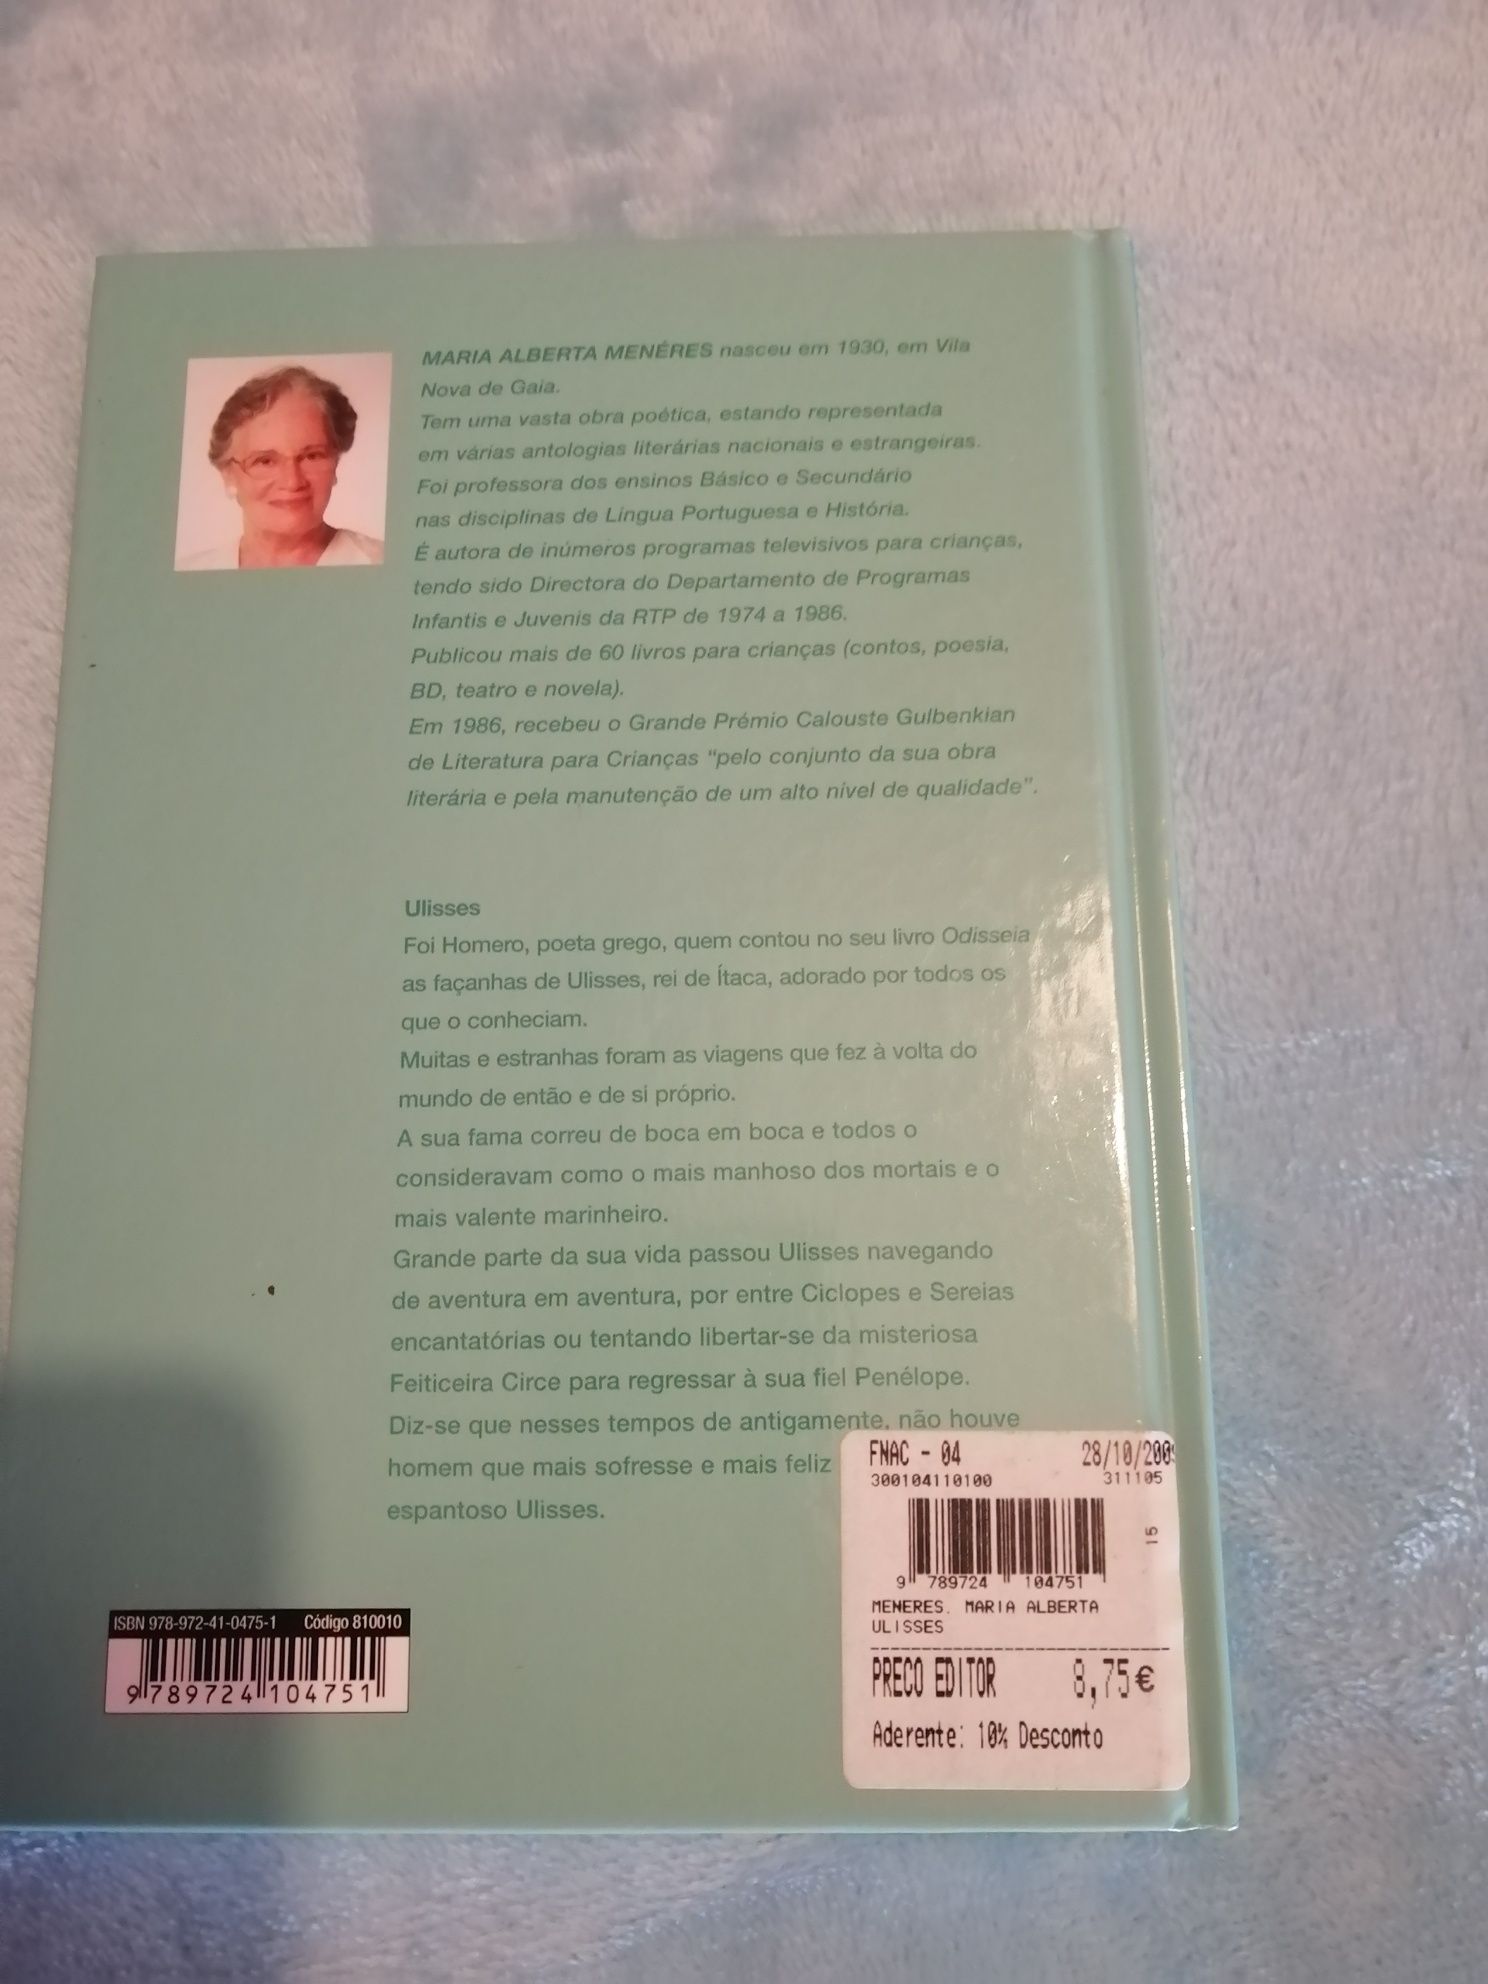 MARIA ALBERTA MENÉRES nasceu em 1930, em Vila
Nova de Gaia.
Tem uma vasta obra poética, estando representada
em várias antologias literárias nacionais e estrangeiras.
Foi professora dos ensinos Básico e Secundário
nas disciplinas de Língua Portuguesa e História.
É autora de inúmeros programas televisivos para crianças,
tendo sido Directora do Departamento de Programas
Infantis e Juvenis da RTP de 1974 a 1986.
Publicou mais de 60 livros para crianças (contos, poesia,
BD, teatro e novela).
Em 1986, recebeu o Grande Prémio Calouste Gulbenkian
de Literatura para Crianças "pelo conjunto da sua obra
literária e pela manutenção de um alto nível de qualidade".
Ulisses
Foi Homero, poeta grego, quem contou no seu livro Odisseia
as façanhas de Ulisses, rei de Ítaca, adorado por todos os
que o conheciam.
Muitas e estranhas foram as viagens que fez à volta do
mundo de então e de si próprio.
A sua fama correu de boca em boca e todos o
consideravam como o mais manhoso dos mortais e o
mais valente marinheiro.
Grande parte da sua vida passou Ulisses navegando
de aventura em aventura, por entre Ciclopes e Sereias
encantatórias ou tentando libertar-se da misteriosa
Feiticeira Circe para regressar à sua fiel Penélope.
Diz-se que nesses tempos de antigamente, não houve
homem que mais sofresse e mais feliz
espantoso Ulisses.
ISBN 978-972-41-0475-1 Código 810010
9 789724 104751
FNAC - 04 28/10/200
300104110100 311105
15
9 789724 104751
MENERES, MARIA ALBERTA
ULISSES
PRECO EDITOR 8,75€
Aderente: 10% Desconto